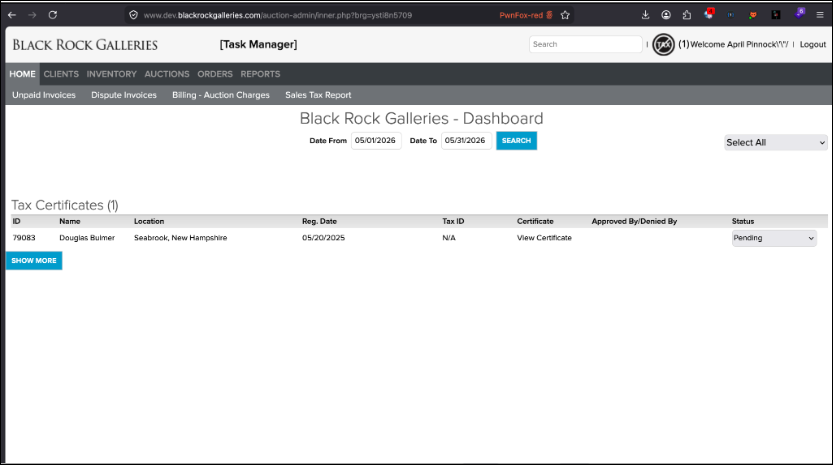 www.dev.blackrockgalleries.com/auction-admin/inner.php?brg=ysti8n5709 PwnFox-red
BLACK ROCK GALLERIES [Task Manager] Search | TAX (1) Welcome April Pinnock\'\"/ | Logout
HOME CLIENTS INVENTORY AUCTIONS ORDERS REPORTS
Unpaid Invoices Dispute Invoices Billing - Auction Charges Sales Tax Report
Black Rock Galleries - Dashboard
Date From 05/01/2026 Date To 05/31/2026 SEARCH Select All
Tax Certificates (1)
ID Name Location Reg. Date Tax ID Certificate Approved By/Denied By Status
79083 Douglas Bulmer Seabrook, New Hampshire 05/20/2025 N/A View Certificate Pending
SHOW MORE